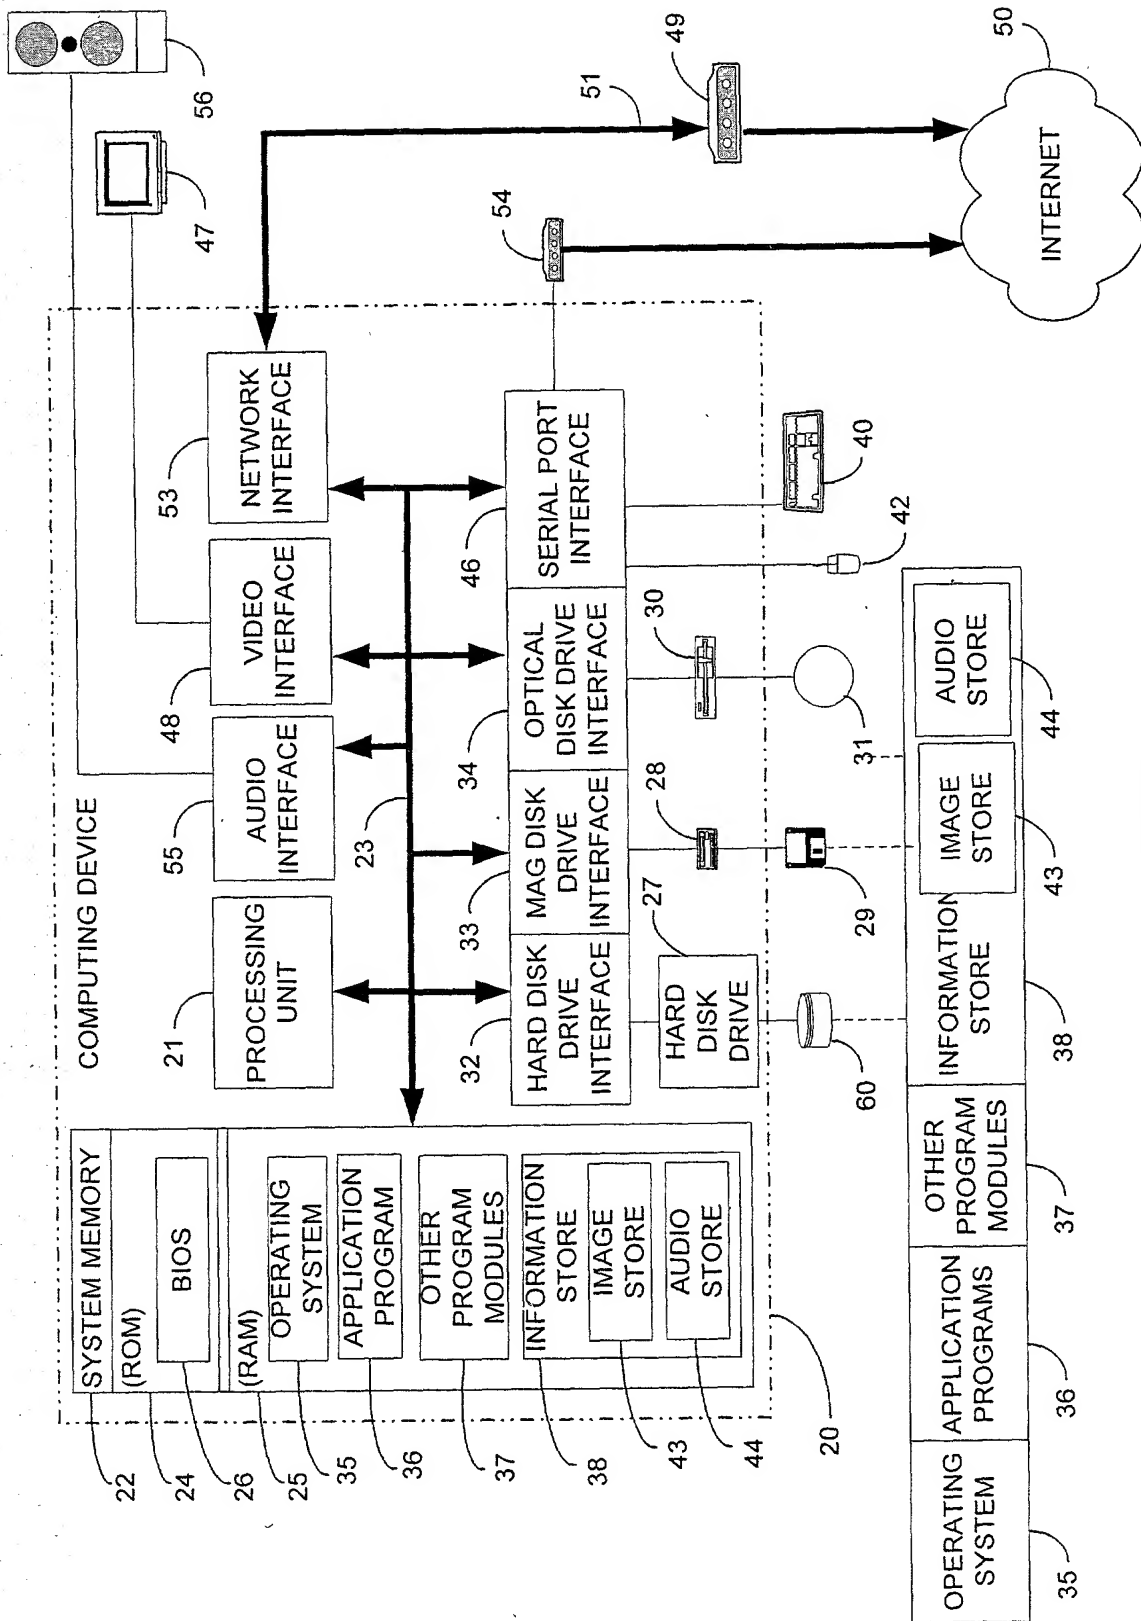 COMPUTING DEVICE
SYSTEM MEMORY
(ROM)
BIOS
(RAM)
OPERATING
SYSTEM
APPLICATION
PROGRAM
OTHER
PROGRAM
MODULES
INFORMATION
STORE
IMAGE
STORE
AUDIO
STORE
22
24
26
25
35
36
37
38
43
44
20
21
PROCESSING
UNIT
55
AUDIO
INTERFACE
48
VIDEO
INTERFACE
53
NETWORK
INTERFACE
23
32
HARD DISK
DRIVE
INTERFACE
33
MAG DISK
DRIVE
INTERFACE
34
OPTICAL
DISK DRIVE
INTERFACE
46
SERIAL PORT
INTERFACE
HARD
DISK
DRIVE
27
28
30
60
29
31
42
40
47
56
51
49
54
50
INTERNET
OPERATING
SYSTEM
35
APPLICATION
PROGRAMS
36
OTHER
PROGRAM
MODULES
37
INFORMATION
STORE
38
IMAGE
STORE
43
AUDIO
STORE
44